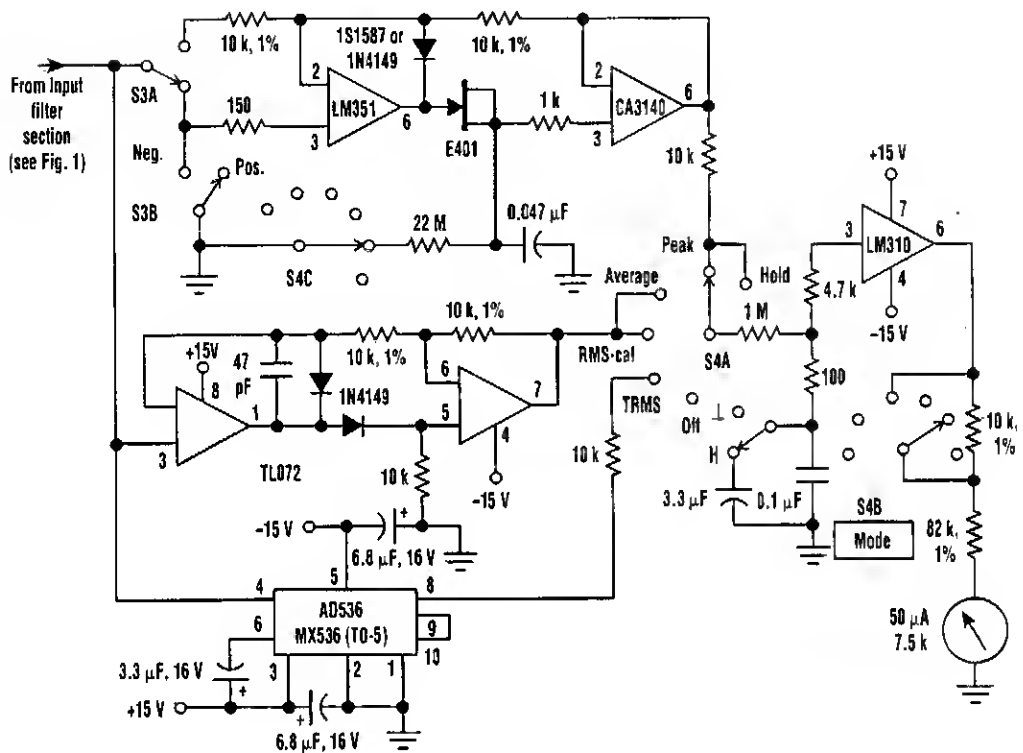 10 k, 1%
1S1587 or
1N4149
10 k, 1%
From Input
filter
section
(see Fig. 1)
S3A
2
LM351
6
3
150
E401
1 k
2
CA3140
6
3
10 k
Neg.
Pos.
S3B
S4C
22 M
0.047 µF
+15 V
7
3
LM310
6
4
-15 V
4.7 k
Peak
Hold
1 M
S4A
100
Average
RMS-cal
TRMS
10 k, 1%
10 k, 1%
+15V
8
47
pF
1N4149
1
3
TL072
6
5
7
4
-15 V
10 k
10 k
Off
⊥
H
3.3 µF
0.1 µF
S4B
Mode
10 k,
1%
82 k,
1%
50 µA
7.5 k
-15 V
6.8 µF, 16 V
+
4
5
8
6
AD536
MX536 (TO-5)
9
10
3
2
1
3.3 µF, 16 V
+
+15 V
+
6.8 µF, 16 V